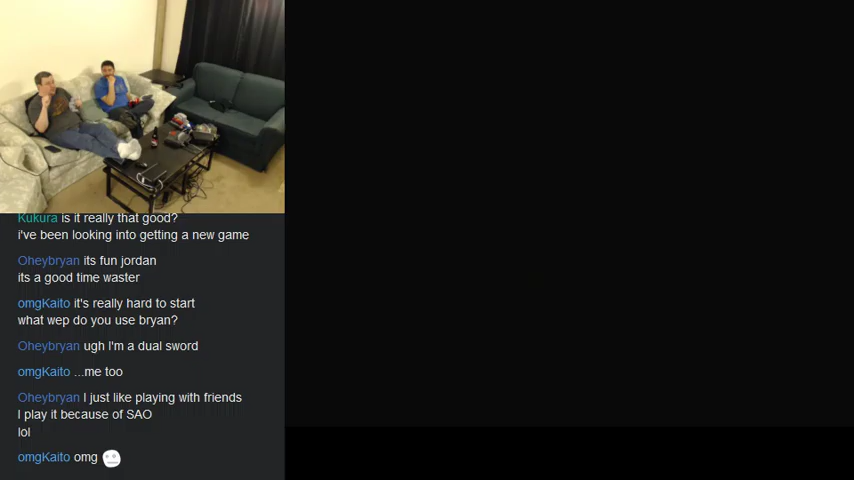 Kukura is it really that good?
i've been looking into getting a new game
Oheybryan its fun jordan
its a good time waster
omgKaito it's really hard to start
what wep do you use bryan?
Oheybryan ugh I'm a dual sword
omgKaito ...me too
Oheybryan I just like playing with friends
I play it because of SAO
lol
omgKaito omg